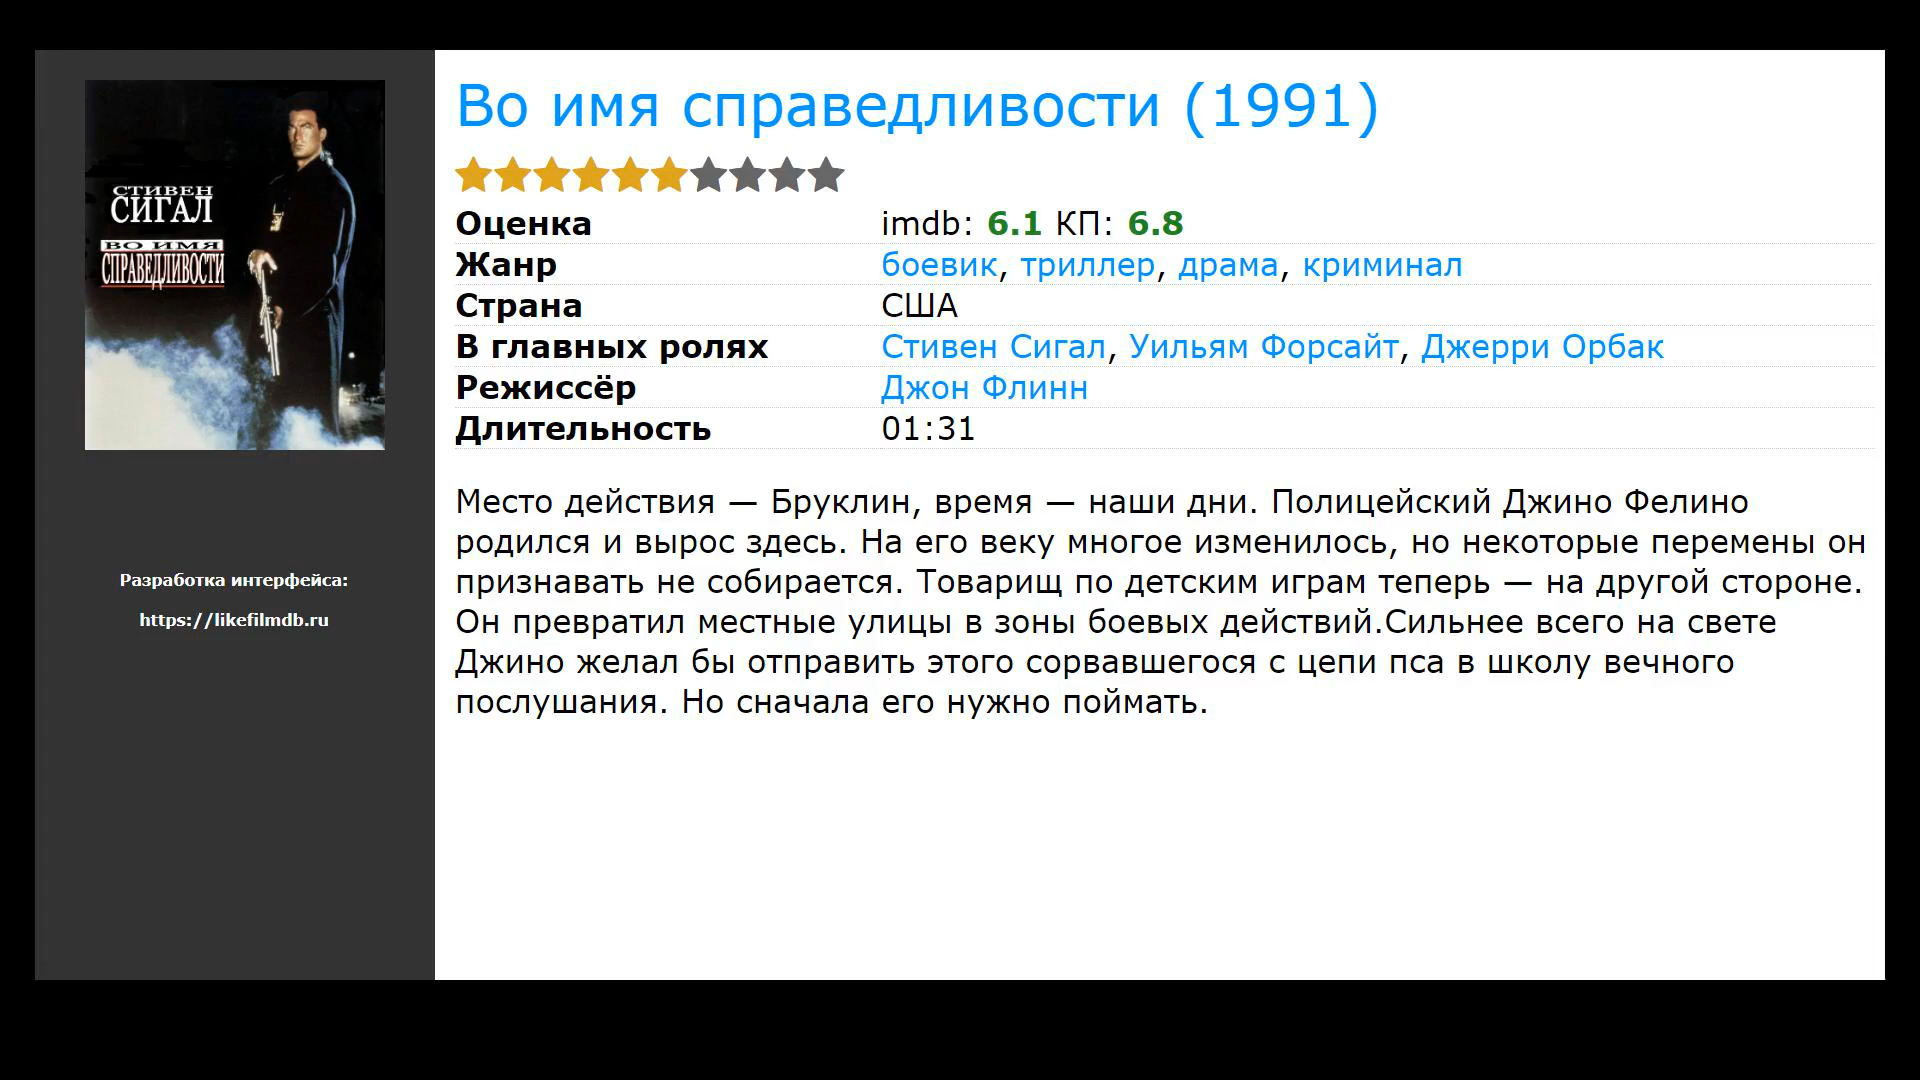 СТИВЕН
СИГАЛ
ВО ИМЯ
СПРАВЕДЛИВОСТИ
Разработка интерфейса:
https://likefilmdb.ru
Во имя справедливости (1991)
Оценка imdb: 6.1 КП: 6.8
Жанр боевик, триллер, драма, криминал
Страна США
В главных ролях Стивен Сигал, Уильям Форсайт, Джерри Орбак
Режиссёр Джон Флинн
Длительность 01:31
Место действия — Бруклин, время — наши дни. Полицейский Джино Фелино
родился и вырос здесь. На его веку многое изменилось, но некоторые перемены он
признавать не собирается. Товарищ по детским играм теперь — на другой стороне.
Он превратил местные улицы в зоны боевых действий.Сильнее всего на свете
Джино желал бы отправить этого сорвавшегося с цепи пса в школу вечного
послушания. Но сначала его нужно поймать.